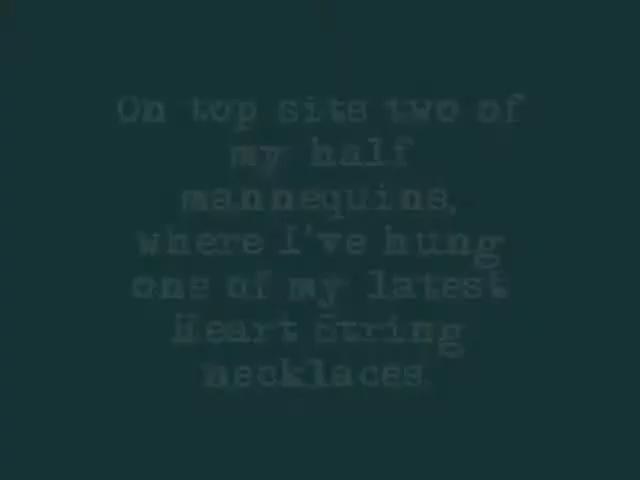 On top sits two of
my half
mannequins,
where I've hung
one of my latest
Heart String
necklaces.